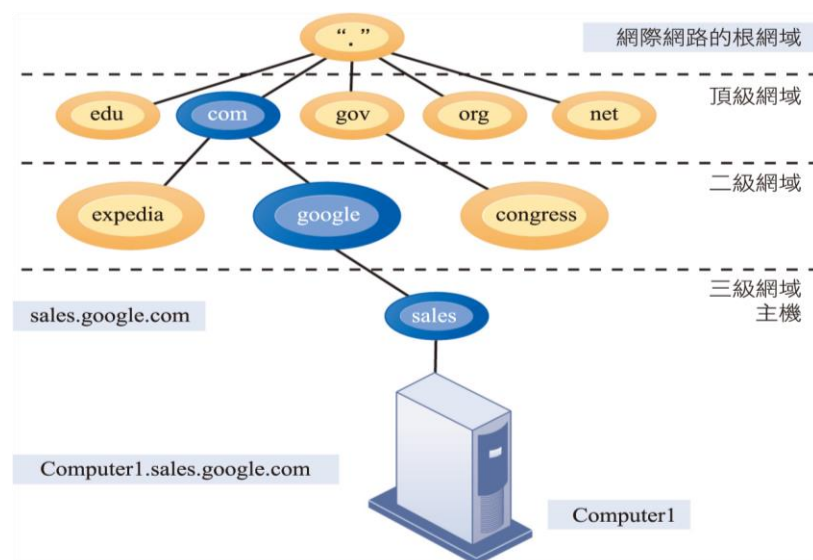 “.”
網際網路的根網域
頂級網域
edu
com
gov
org
net
二級網域
expedia
google
congress
三級網域
主機
sales.google.com
sales
Computer1.sales.google.com
Computer1